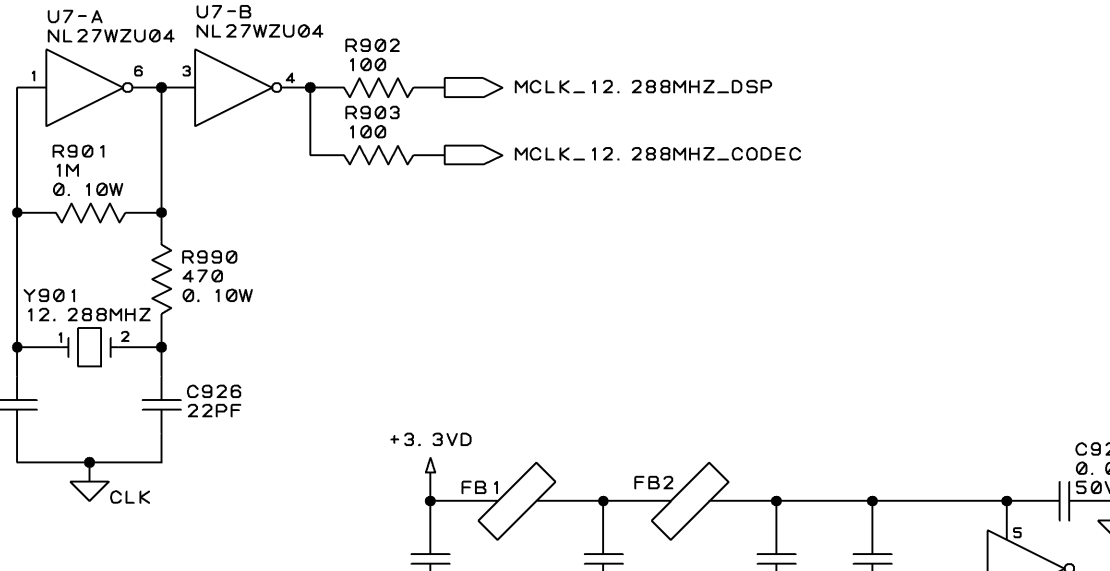 U7-A
NL27WZU04
U7-B
NL27WZU04
1
6
3
4
R902
100
MCLK_12.288MHZ_DSP
R903
100
MCLK_12.288MHZ_CODEC
R901
1M
0.10W
R990
470
0.10W
Y901
12.288MHZ
1
2
C926
22PF
CLK
+3.3VD
FB1
FB2
5